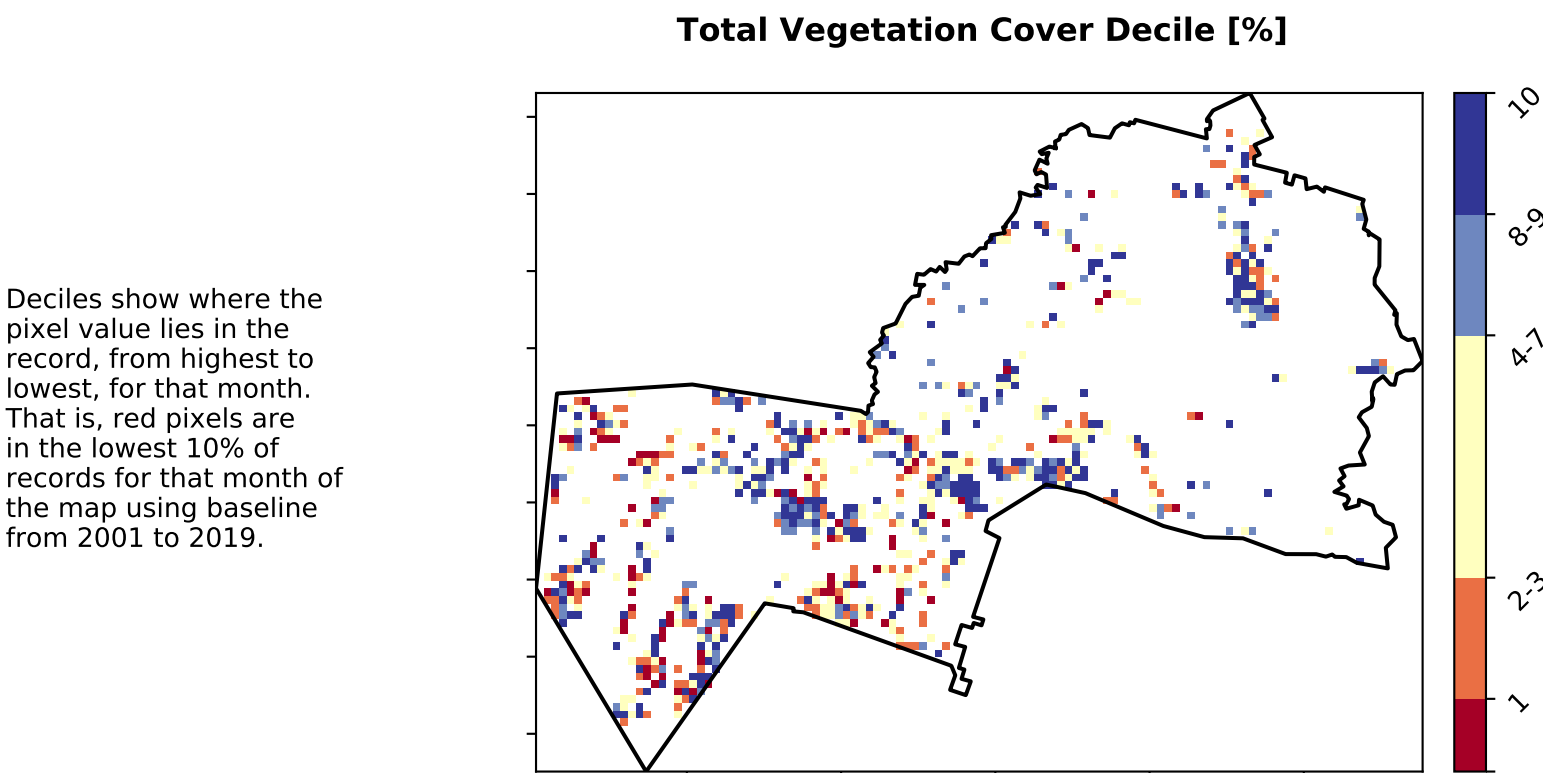 Total Vegetation Cover Decile [%]
Deciles show where the
pixel value lies in the
record, from highest to
lowest, for that month.
That is, red pixels are
in the lowest 10% of
records for that month of
the map using baseline
from 2001 to 2019.
10
8-9
4-7
2-3
1